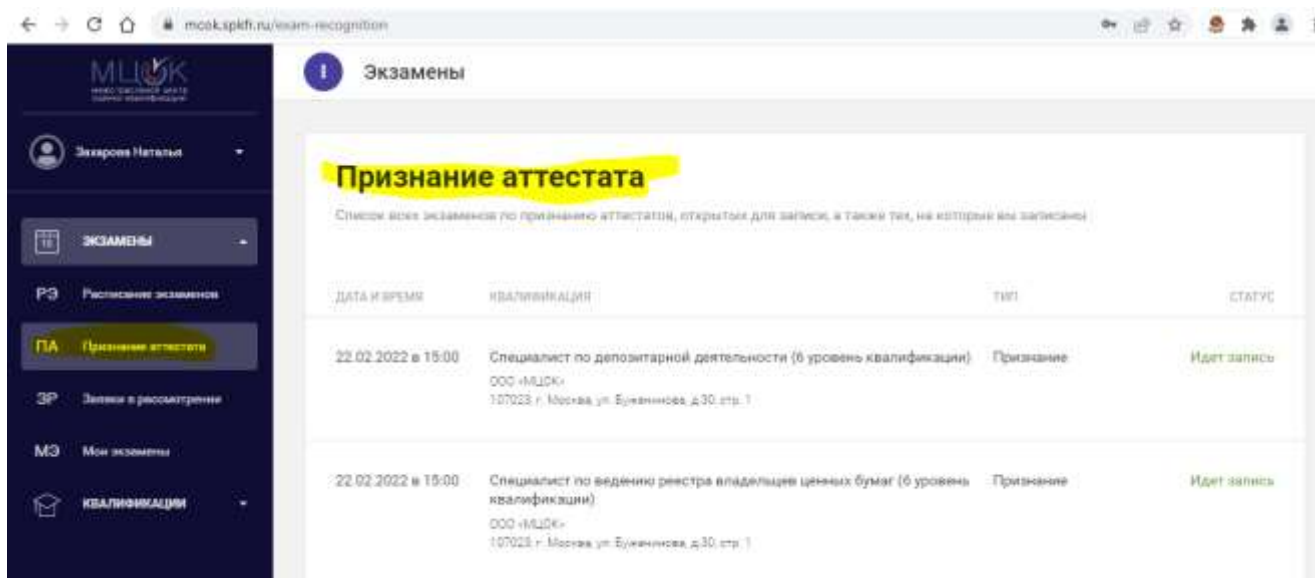 mcok.spkfi.ru/exam-recognition
МЦОК
Экзамены
Захарова Наталья
Признание аттестата
Список всех экзаменов по признанию аттестатов, открытых для записи, а также тех, на которые вы записаны
ЭКЗАМЕНЫ
РЭ Расписание экзаменов
ПА Признание аттестата
ЗР Заявки в рассмотрении
МЭ Мои экзамены
КВАЛИФИКАЦИИ
ДАТА И ВРЕМЯ КВАЛИФИКАЦИЯ ТИП СТАТУС
22.02.2022 в 15:00 Специалист по депозитарной деятельности (6 уровень квалификации) Признание Идет запись
ООО «МЦОК»
107023, г. Москва, ул. Буженинова, д.30, стр. 1
22.02.2022 в 15:00 Специалист по ведению реестра владельцев ценных бумаг (6 уровень квалификации) Признание Идет запись
ООО «МЦОК»
107023, г. Москва, ул. Буженинова, д.30, стр. 1